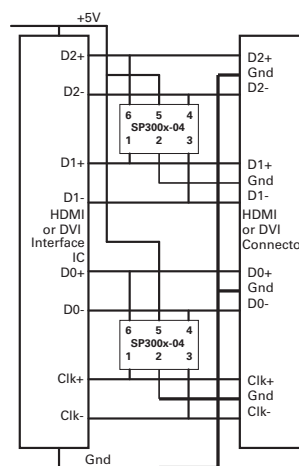 +5V
D2+
D2-
D1+
D1-
HDMI
or DVI
Interface
IC
D0+
D0-
Clk+
Clk-
Gnd
6 5 4
SP300x-04
1 2 3
6 5 4
SP300x-04
1 2 3
D2+
Gnd
D2-
D1+
Gnd
D1-
HDMI
or DVI
Connecto
D0+
Gnd
D0-
Clk+
Gnd
Clk-